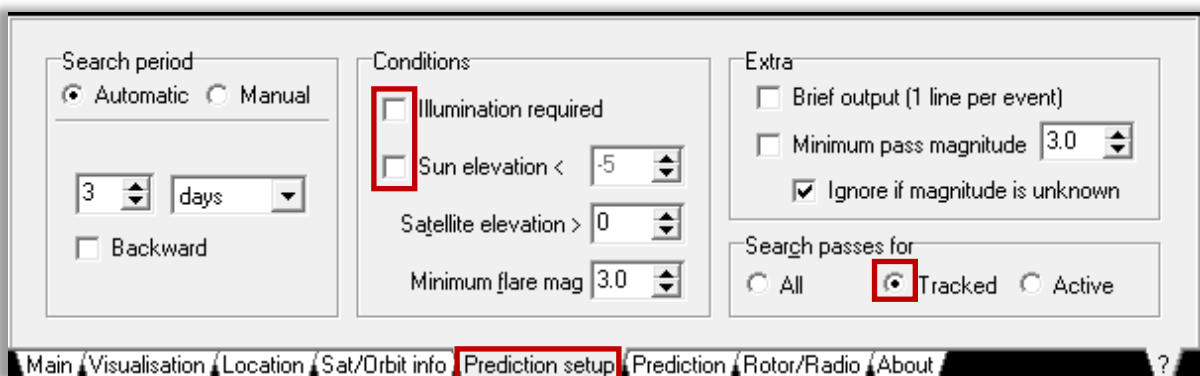 Search period
Automatic Manual
3 days
Backward
Conditions
Illumination required
Sun elevation < -5
Satellite elevation > 0
Minimum flare mag 3.0
Extra
Brief output (1 line per event)
Minimum pass magnitude 3.0
Ignore if magnitude is unknown
Search passes for
All Tracked Active
Main Visualisation Location Sat/Orbit info Prediction setup Prediction Rotor/Radio About ?